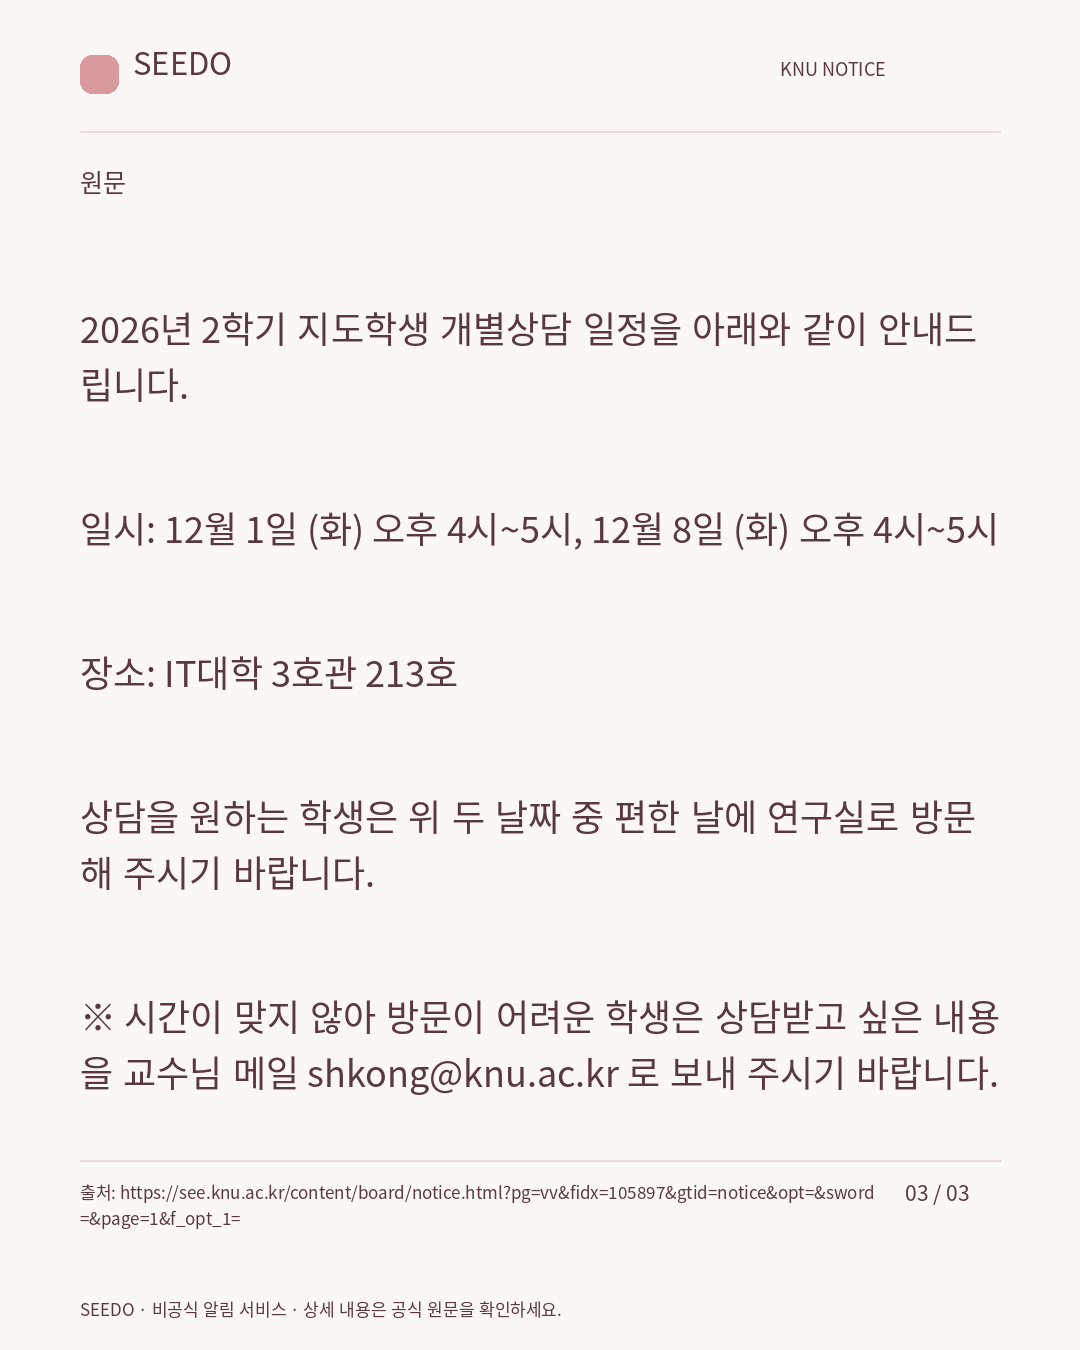 SEEDO
KNU NOTICE
원문
2026년 2학기 지도학생 개별상담 일정을 아래와 같이 안내드
립니다.
일시: 12월 1일 (화) 오후 4시~5시, 12월 8일 (화) 오후 4시~5시
장소: IT대학 3호관 213호
상담을 원하는 학생은 위 두 날짜 중 편한 날에 연구실로 방문
해 주시기 바랍니다.
※ 시간이 맞지 않아 방문이 어려운 학생은 상담받고 싶은 내용
을 교수님 메일 shkong@knu.ac.kr 로 보내 주시기 바랍니다.
출처: https://see.knu.ac.kr/content/board/notice.html?pg=vv&fidx=105897&gtid=notice&opt=&sword
=&page=1&f_opt_1=
03 / 03
SEEDO · 비공식 알림 서비스 · 상세 내용은 공식 원문을 확인하세요.